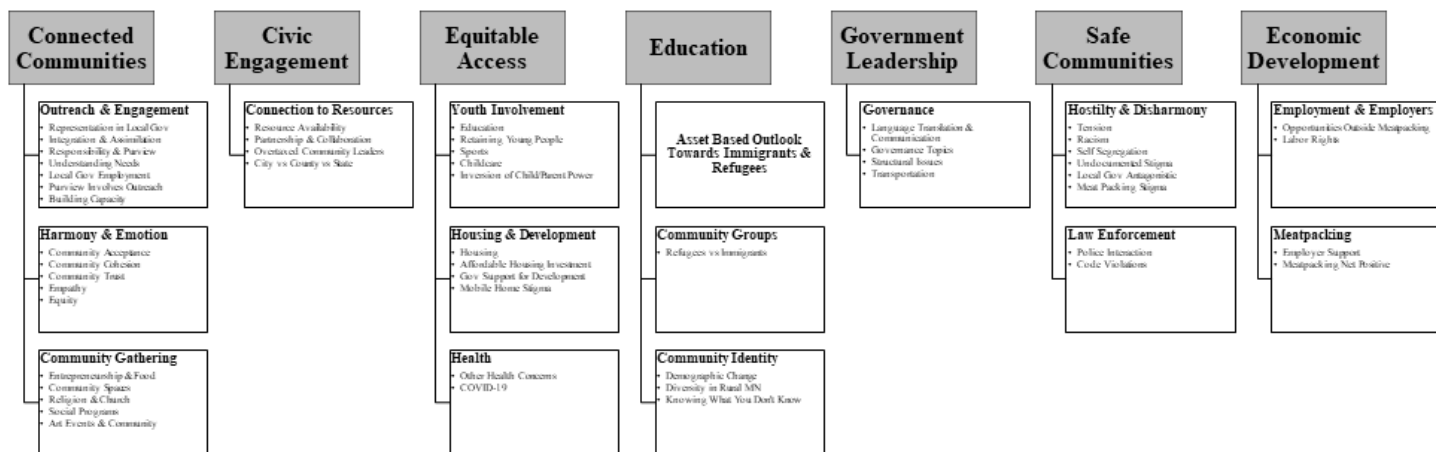 Connected
Communities
Outreach & Engagement
• Representation in Local Gov
• Integration & Assimilation
• Responsibility & Purview
• Understanding Needs
• Local Gov Employment
• Purview Involves Outreach
• Building Capacity
Harmony & Emotion
• Community Acceptance
• Community Cohesion
• Community Trust
• Empathy
• Equity
Community Gathering
• Entrepreneurship & Food
• Community Spaces
• Religion & Church
• Social Programs
• Art Events & Community
Civic
Engagement
Connection to Resources
• Resource Availability
• Partnership & Collaboration
• Overtaxed Community Leaders
• City vs County vs State
Equitable
Access
Youth Involvement
• Education
• Retaining Young People
• Sports
• Childcare
• Inversion of Child/Parent Power
Housing & Development
• Housing
• Affordable Housing Investment
• Gov Support for Development
• Mobile Home Stigma
Health
• Other Health Concerns
• COVID-19
Education
Asset Based Outlook
Towards Immigrants &
Refugees
Community Groups
• Refugees vs Immigrants
Community Identity
• Demographic Change
• Diversity in Rural MN
• Knowing What You Don't Know
Government
Leadership
Governance
• Language Translation &
Communication
• Governance Topics
• Structural Issues
• Transportation
Safe
Communities
Hostilty & Disharmony
• Tension
• Racism
• Self Segregation
• Undocumented Stigma
• Local Gov Antagonistic
• Meat Packing Stigma
Law Enforcement
• Police Interaction
• Code Violations
Economic
Development
Employment & Employers
• Opportunities Outside Meatpacking
• Labor Rights
Meatpacking
• Employer Support
• Meatpacking Net Positive